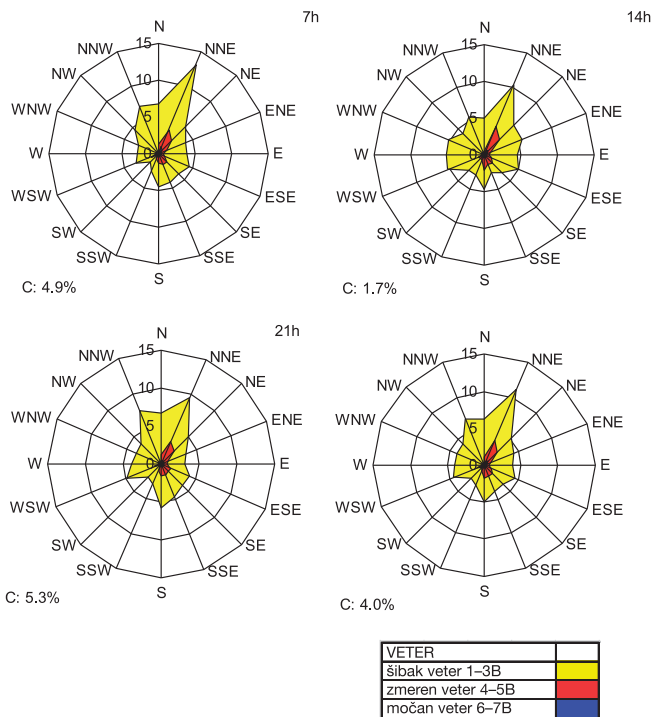 7h
N
NNW 15 NNE
NW NE
10
WNW ENE
5
W 0 E
WSW ESE
SW SE
SSW SSE
S
C: 4.9%
14h
N
NNW 15 NNE
NW NE
10
WNW ENE
5
W 0 E
WSW ESE
SW SE
SSW SSE
S
C: 1.7%
21h
N
NNW 15 NNE
NW NE
10
WNW ENE
5
W 0 E
WSW ESE
SW SE
SSW SSE
S
C: 5.3%
N
NNW 15 NNE
NW NE
10
WNW ENE
5
W 0 E
WSW ESE
SW SE
SSW SSE
S
C: 4.0%
VETER
šibak veter 1–3B
zmeren veter 4–5B
močan veter 6–7B